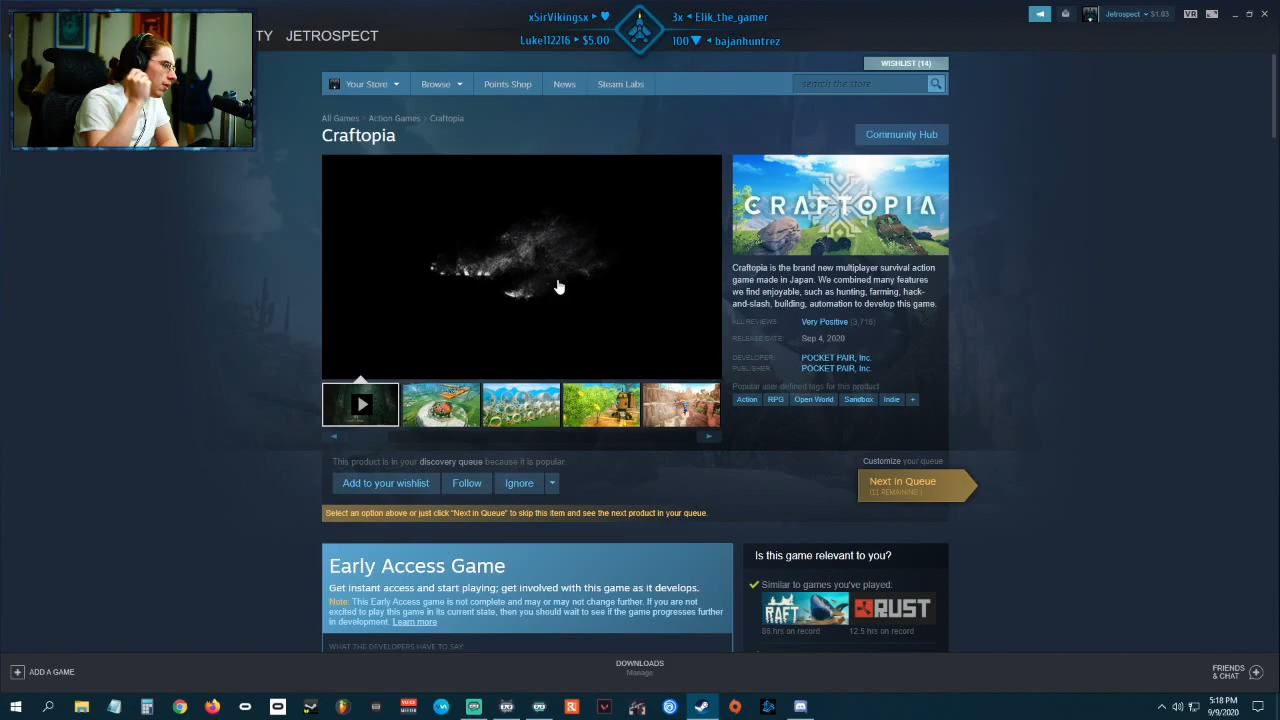 xSirVikingsx ▸ ♥
3x ◂ Elik_the_gamer
Luke112216 ▸ $5.00
100 ▼ ◂ bajanhuntrez
TY JETROSPECT
Jetrospect $1.03
VR
WISHLIST (14)
Your Store Browse Points Shop News Steam Labs
search the store
All Games > Action Games > Craftopia
Craftopia
Community Hub
CRAFTOPIA
Craftopia is the brand new multiplayer survival action
game made in Japan. We combined many features
we find enjoyable, such as hunting, farming, hack-
and-slash, building, automation to develop this game.
ALL REVIEWS: Very Positive (3,716)
RELEASE DATE: Sep 4, 2020
DEVELOPER: POCKET PAIR, Inc.
PUBLISHER: POCKET PAIR, Inc.
Popular user-defined tags for this product
Action RPG Open World Sandbox Indie +
This product is in your discovery queue because it is popular.
Customize your queue
Add to your wishlist Follow Ignore
Next In Queue
(11 REMAINING )
Select an option above or just click "Next in Queue" to skip this item and see the next product in your queue.
Early Access Game
Get instant access and start playing; get involved with this game as it develops.
Note: This Early Access game is not complete and may or may not change further. If you are
not excited to play this game in its current state, then you should wait to see if the game progresses further
in development. Learn more
WHAT THE DEVELOPERS HAVE TO SAY:
Is this game relevant to you?
Similar to games you've played:
RAFT
RUST
86 hrs on record 12.5 hrs on record
ADD A GAME
DOWNLOADS
Manage
FRIENDS
& CHAT
5:18 PM
9/9/2020